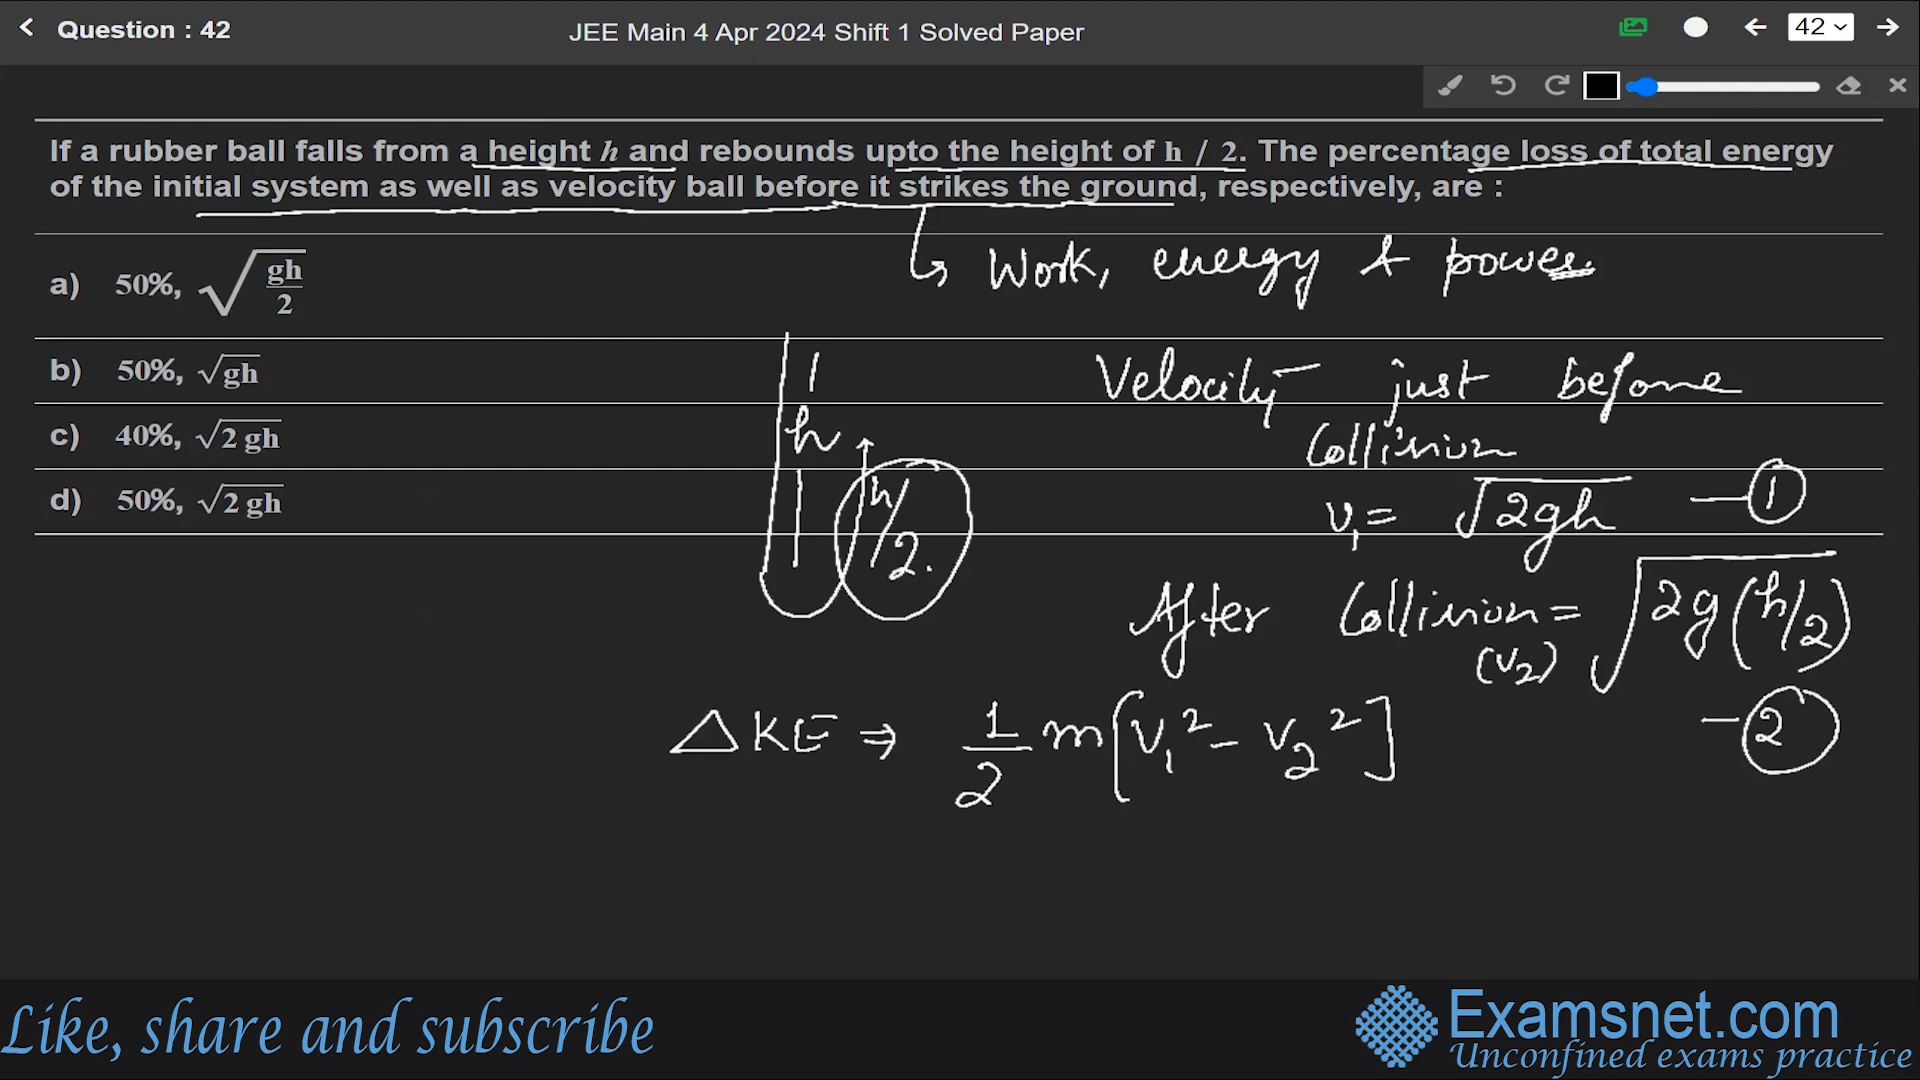 Question : 42
JEE Main 4 Apr 2024 Shift 1 Solved Paper
42
If a rubber ball falls from a height h and rebounds upto the height of h / 2. The percentage loss of total energy
of the initial system as well as velocity ball before it strikes the ground, respectively, are :
Work, energy & power
a) 50%, √(gh/2)
b) 50%, √gh
c) 40%, √2 gh
d) 50%, √2 gh
h
h/2.
Velocity just before
Collision
v₁ = √2gh —①
After Collision = √2g(h/2)
(v₂)
—②
△KE ⇒ 1/2 m[v₁² - v₂²]
Like, share and subscribe
Examsnet.com
Unconfined exams practice